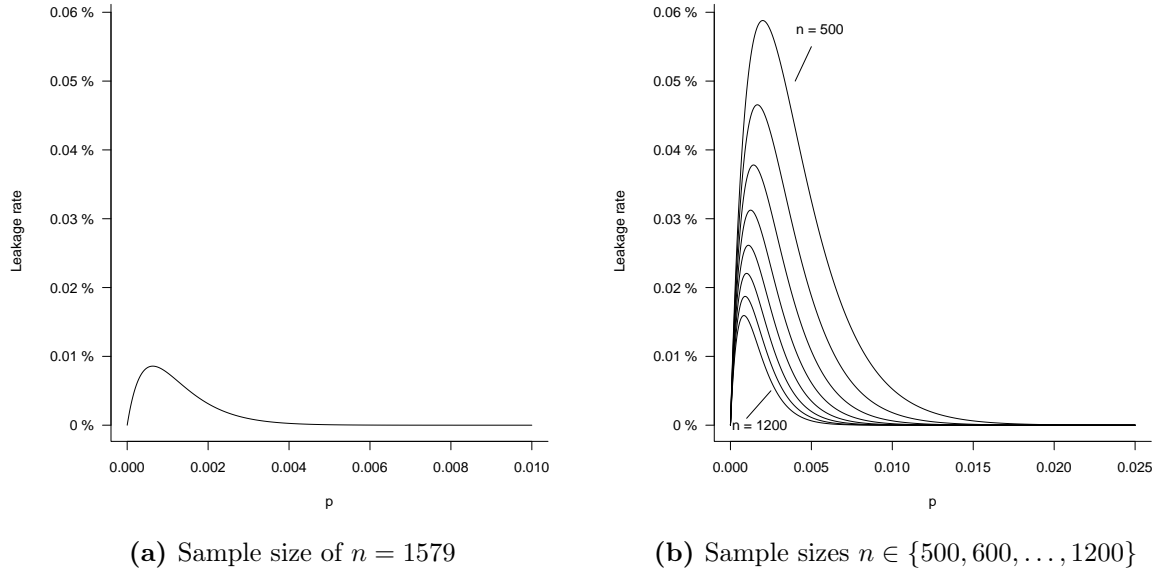 0.06 %
0.05 %
0.04 %
0.03 %
0.02 %
0.01 %
0 %
Leakage rate
0.000 0.002 0.004 0.006 0.008 0.010
p
(a) Sample size of n = 1579
0.06 %
0.05 %
0.04 %
0.03 %
0.02 %
0.01 %
0 %
Leakage rate
n = 500
n = 1200
0.000 0.005 0.010 0.015 0.020 0.025
p
(b) Sample sizes n ∈ {500, 600, . . . , 1200}